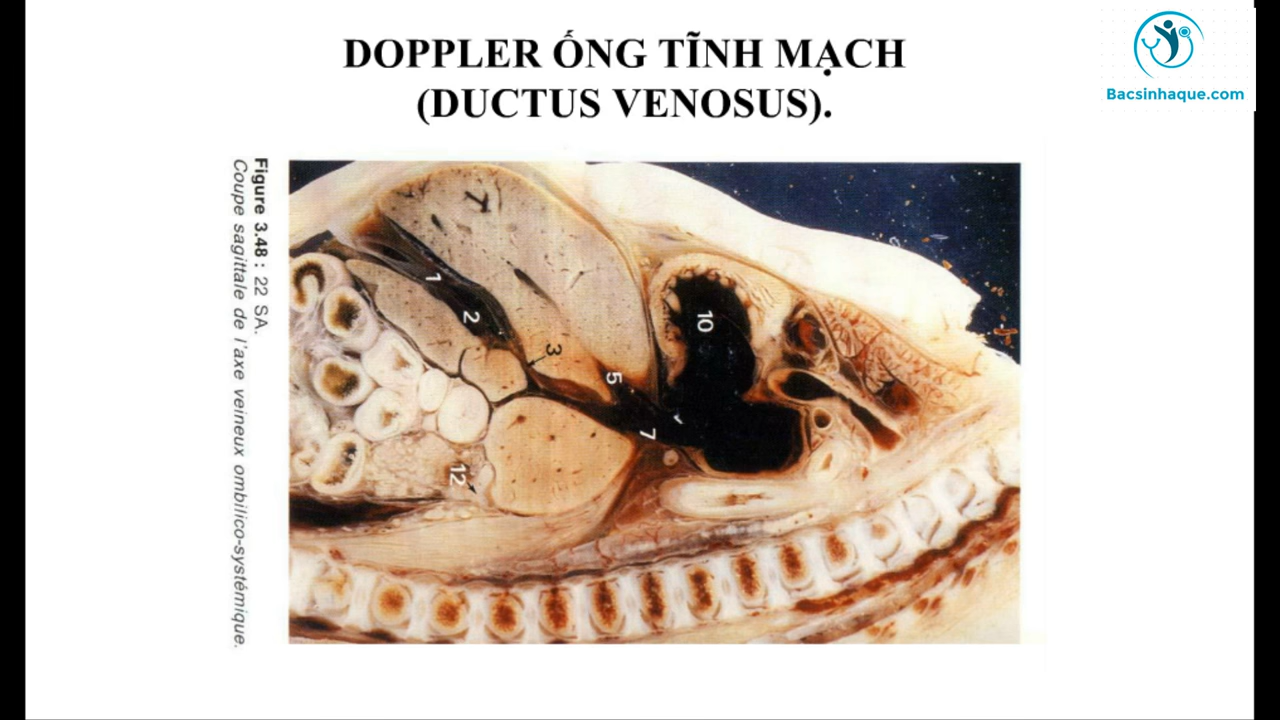 DOPPLER ỐNG TĨNH MẠCH
(DUCTUS VENOSUS).
Bacsinhaque.com
Figure 3.48 : 22 SA.
Coupe sagittale de l'axe veineux ombilico-systémique.
1
2
3
5
7
10
12